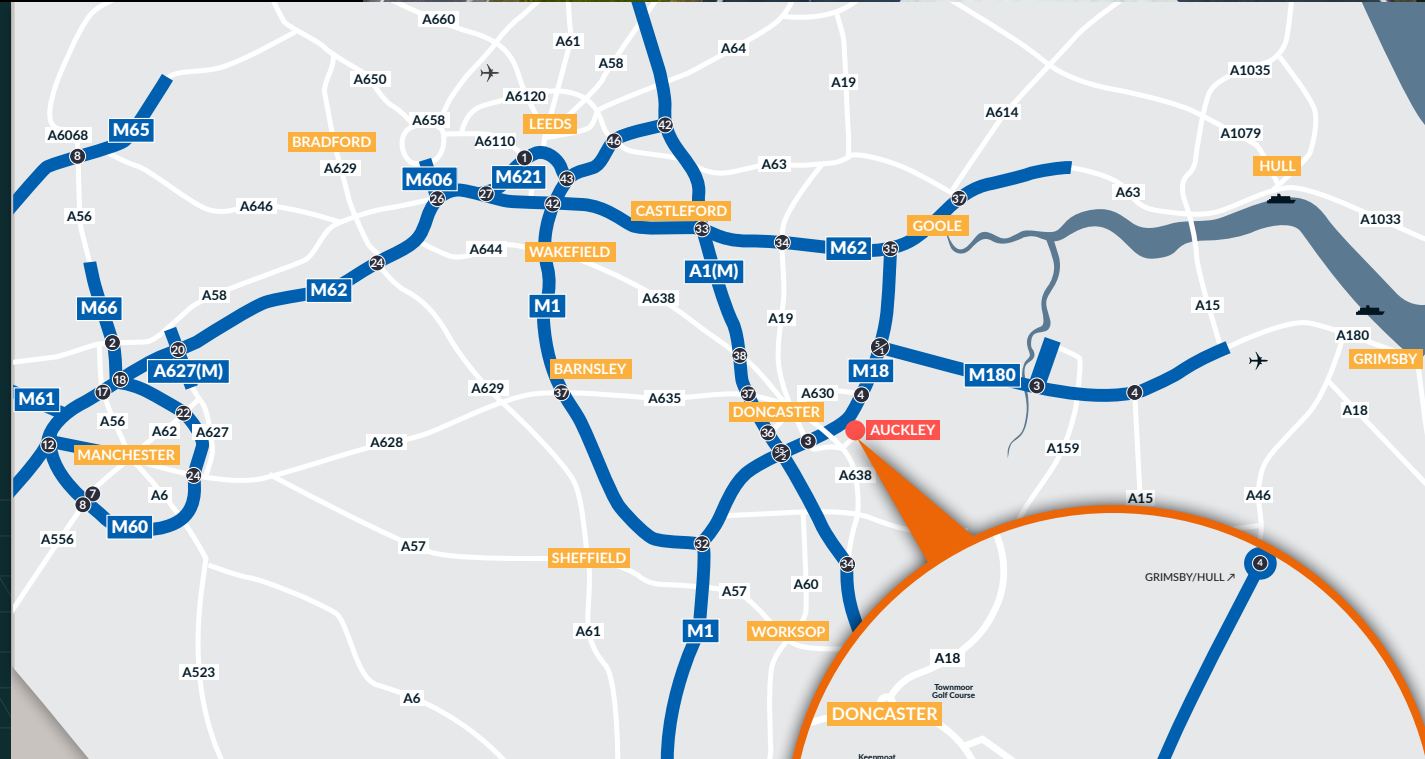 A660
A61
A64
A58
A650
A19
A1035
A6120
A614
A658
LEEDS
42
M65
A6068
A6110
46
A1079
BRADFORD
8
1
A629
M606
M621
43
A63
HULL
27
26
42
A63
37
A646
CASTLEFORD
A56
33
GOOLE
A1033
34
M62
35
A644
WAKEFIELD
24
A1(M)
M62
A58
A638
M66
M1
A19
A15
2
A180
20
5/1
38
GRIMSBY
A627(M)
BARNSLEY
M18
M180
18
17
37
3
4
M61
A629
A635
37
A630
4
22
DONCASTER
A18
A56
A62
A627
36
AUCKLEY
12
A628
3
MANCHESTER
35/2
A159
24
A638
7
8
A6
A15
A46
M60
A556
A57
32
SHEFFIELD
34
4
GRIMSBY/HULL
A57
A60
A61
M1
WORKSOP
A18
A523
Townmoor
Golf Course
A6
DONCASTER
Keepmoat